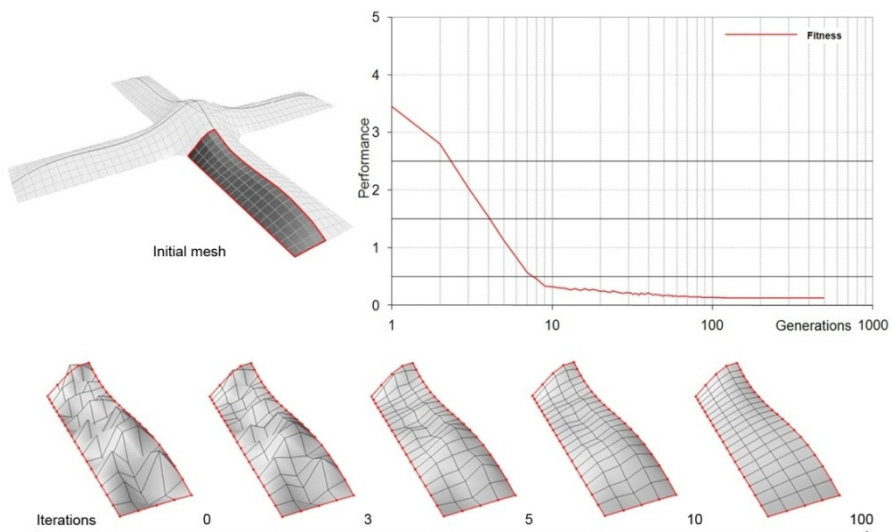 5
Fitness
4
3
Performance
2
1
0
1
10
100
Generations 1000
Initial mesh
Iterations 0 3 5 10 100